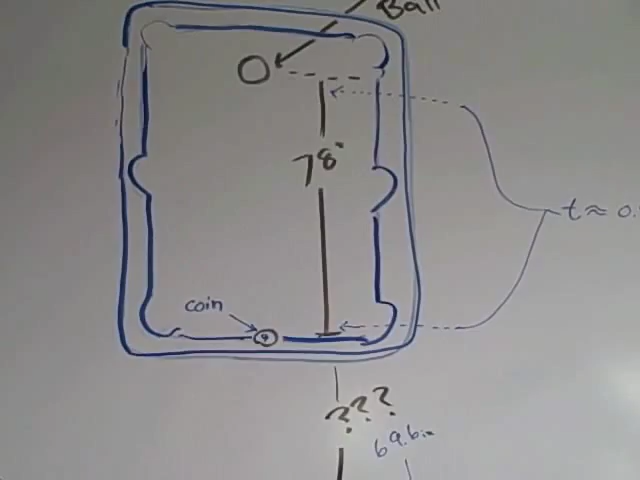 Ball
78"
t ≈ 0.
coin
???
69.6in